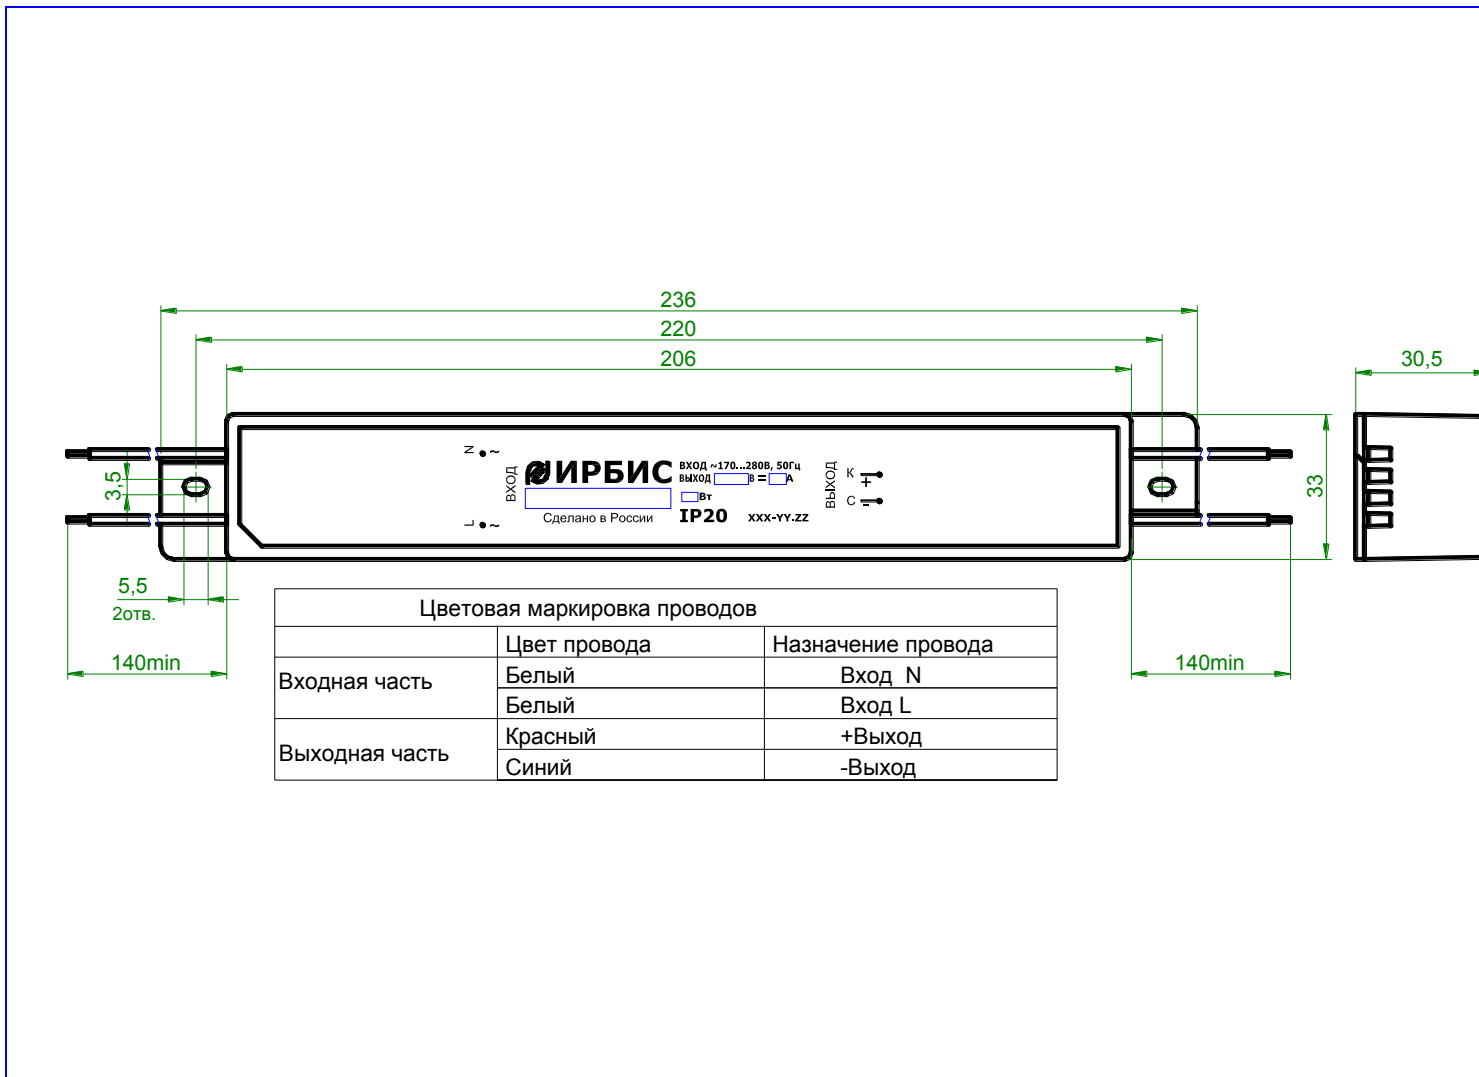 236
220
206
30,5
33
3,5
5,5
2отв.
140min
140min
N
~
L
~
ВХОД
ИРБИС
Сделано в России
ВХОД ~170...280В, 50Гц
ВЫХОД В = А
Вт
IP20 XXX-YY.ZZ
ВЫХОД
К
+
С
-
Цветовая маркировка проводов
Цвет провода Назначение провода
Входная часть
Белый Вход N
Белый Вход L
Выходная часть
Красный +Выход
Синий -Выход